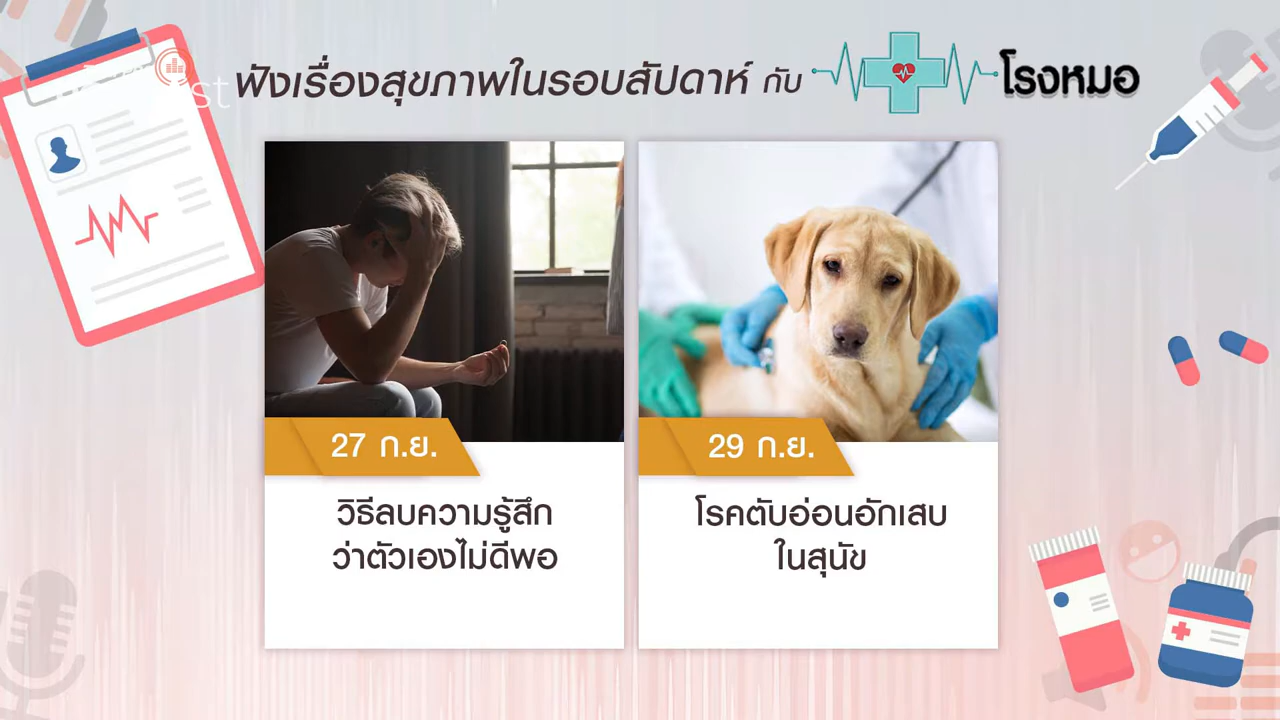 ฟังเรื่องสุขภาพในรอบสัปดาห์ กับ โรงหมอ
27 ก.ย.
วิธีลบความรู้สึก
ว่าตัวเองไม่ดีพอ
29 ก.ย.
โรคตับอ่อนอักเสบ
ในสุนัข